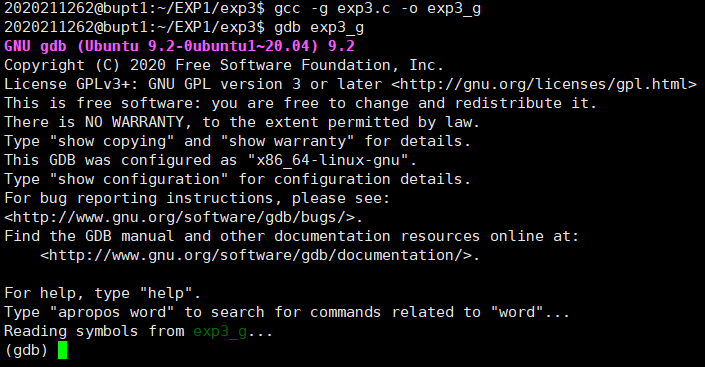 2020211262@bupt1:~/EXP1/exp3$ gcc -g exp3.c -o exp3_g
2020211262@bupt1:~/EXP1/exp3$ gdb exp3_g
GNU gdb (Ubuntu 9.2-0ubuntu1~20.04) 9.2
Copyright (C) 2020 Free Software Foundation, Inc.
License GPLv3+: GNU GPL version 3 or later <http://gnu.org/licenses/gpl.html>
This is free software: you are free to change and redistribute it.
There is NO WARRANTY, to the extent permitted by law.
Type "show copying" and "show warranty" for details.
This GDB was configured as "x86_64-linux-gnu".
Type "show configuration" for configuration details.
For bug reporting instructions, please see:
<http://www.gnu.org/software/gdb/bugs/>.
Find the GDB manual and other documentation resources online at:
    <http://www.gnu.org/software/gdb/documentation/>.

For help, type "help".
Type "apropos word" to search for commands related to "word"...
Reading symbols from exp3_g...
(gdb)